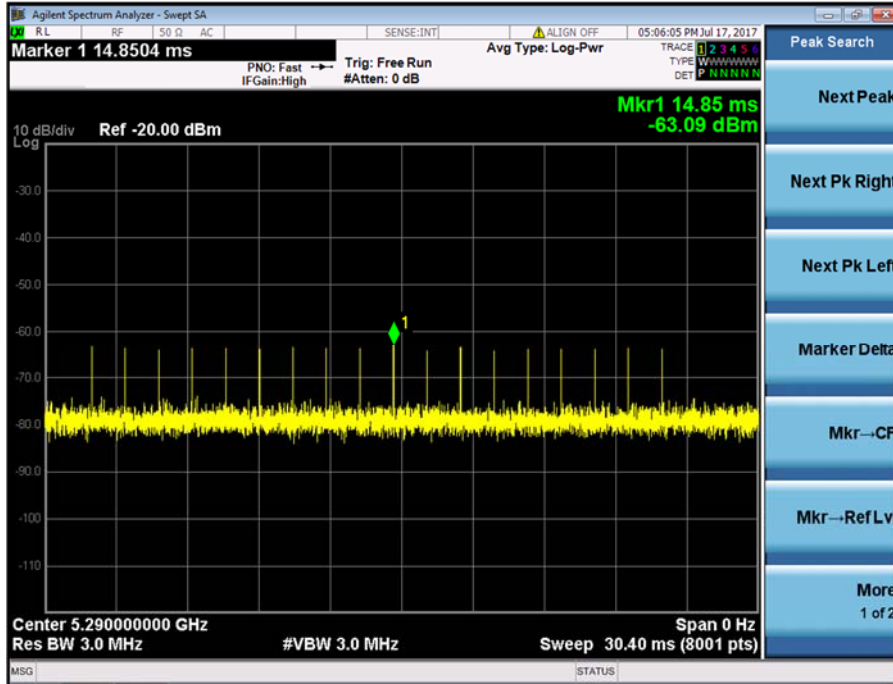 Agilent Spectrum Analyzer - Swept SA
RL RF 50 Ω AC SENSE:INT ALIGN OFF 05:06:05 PM Jul 17, 2017
Marker 1 14.8504 ms
PNO: Fast
IFGain:High
Trig: Free Run
#Atten: 0 dB
Avg Type: Log-Pwr
TRACE 1 2 3 4 5 6
TYPE W W W W W W
DET P N N N N N
Mkr1 14.85 ms
-63.09 dBm
10 dB/div Ref -20.00 dBm
Log
-30.0
-40.0
-50.0
-60.0
-70.0
-80.0
-90.0
-100
-110
1
Center 5.290000000 GHz
Res BW 3.0 MHz
#VBW 3.0 MHz
Span 0 Hz
Sweep 30.40 ms (8001 pts)
MSG STATUS
Peak Search
Next Peak
Next Pk Right
Next Pk Left
Marker Delta
Mkr→CF
Mkr→Ref Lv
More
1 of 2